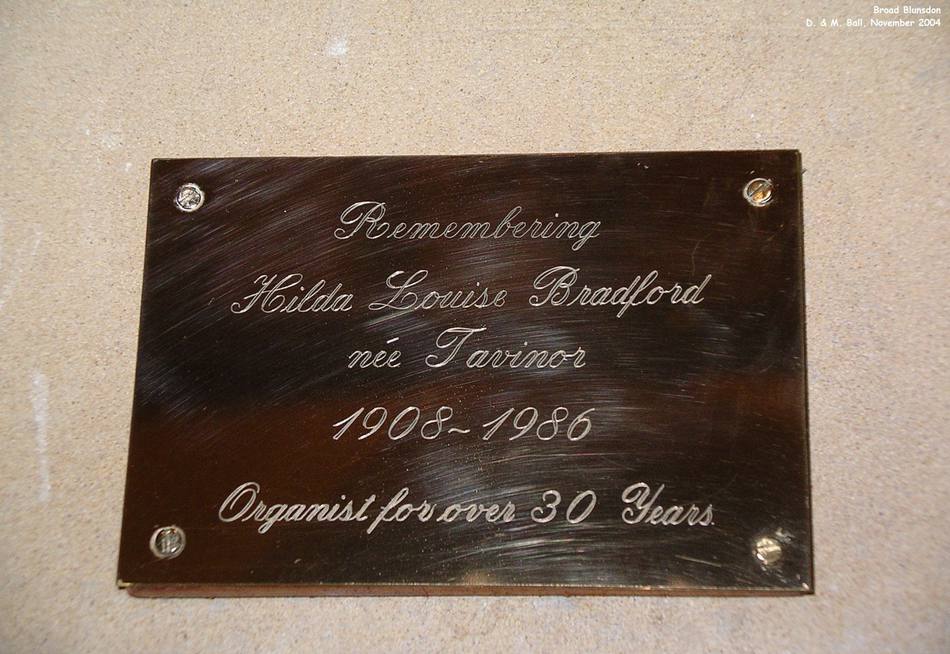 Broad Blunsdon
D. & M. Ball, November 2004
Remembering
Hilda Louise Bradford
née Tavinor
1908~1986
Organist for over 30 Years